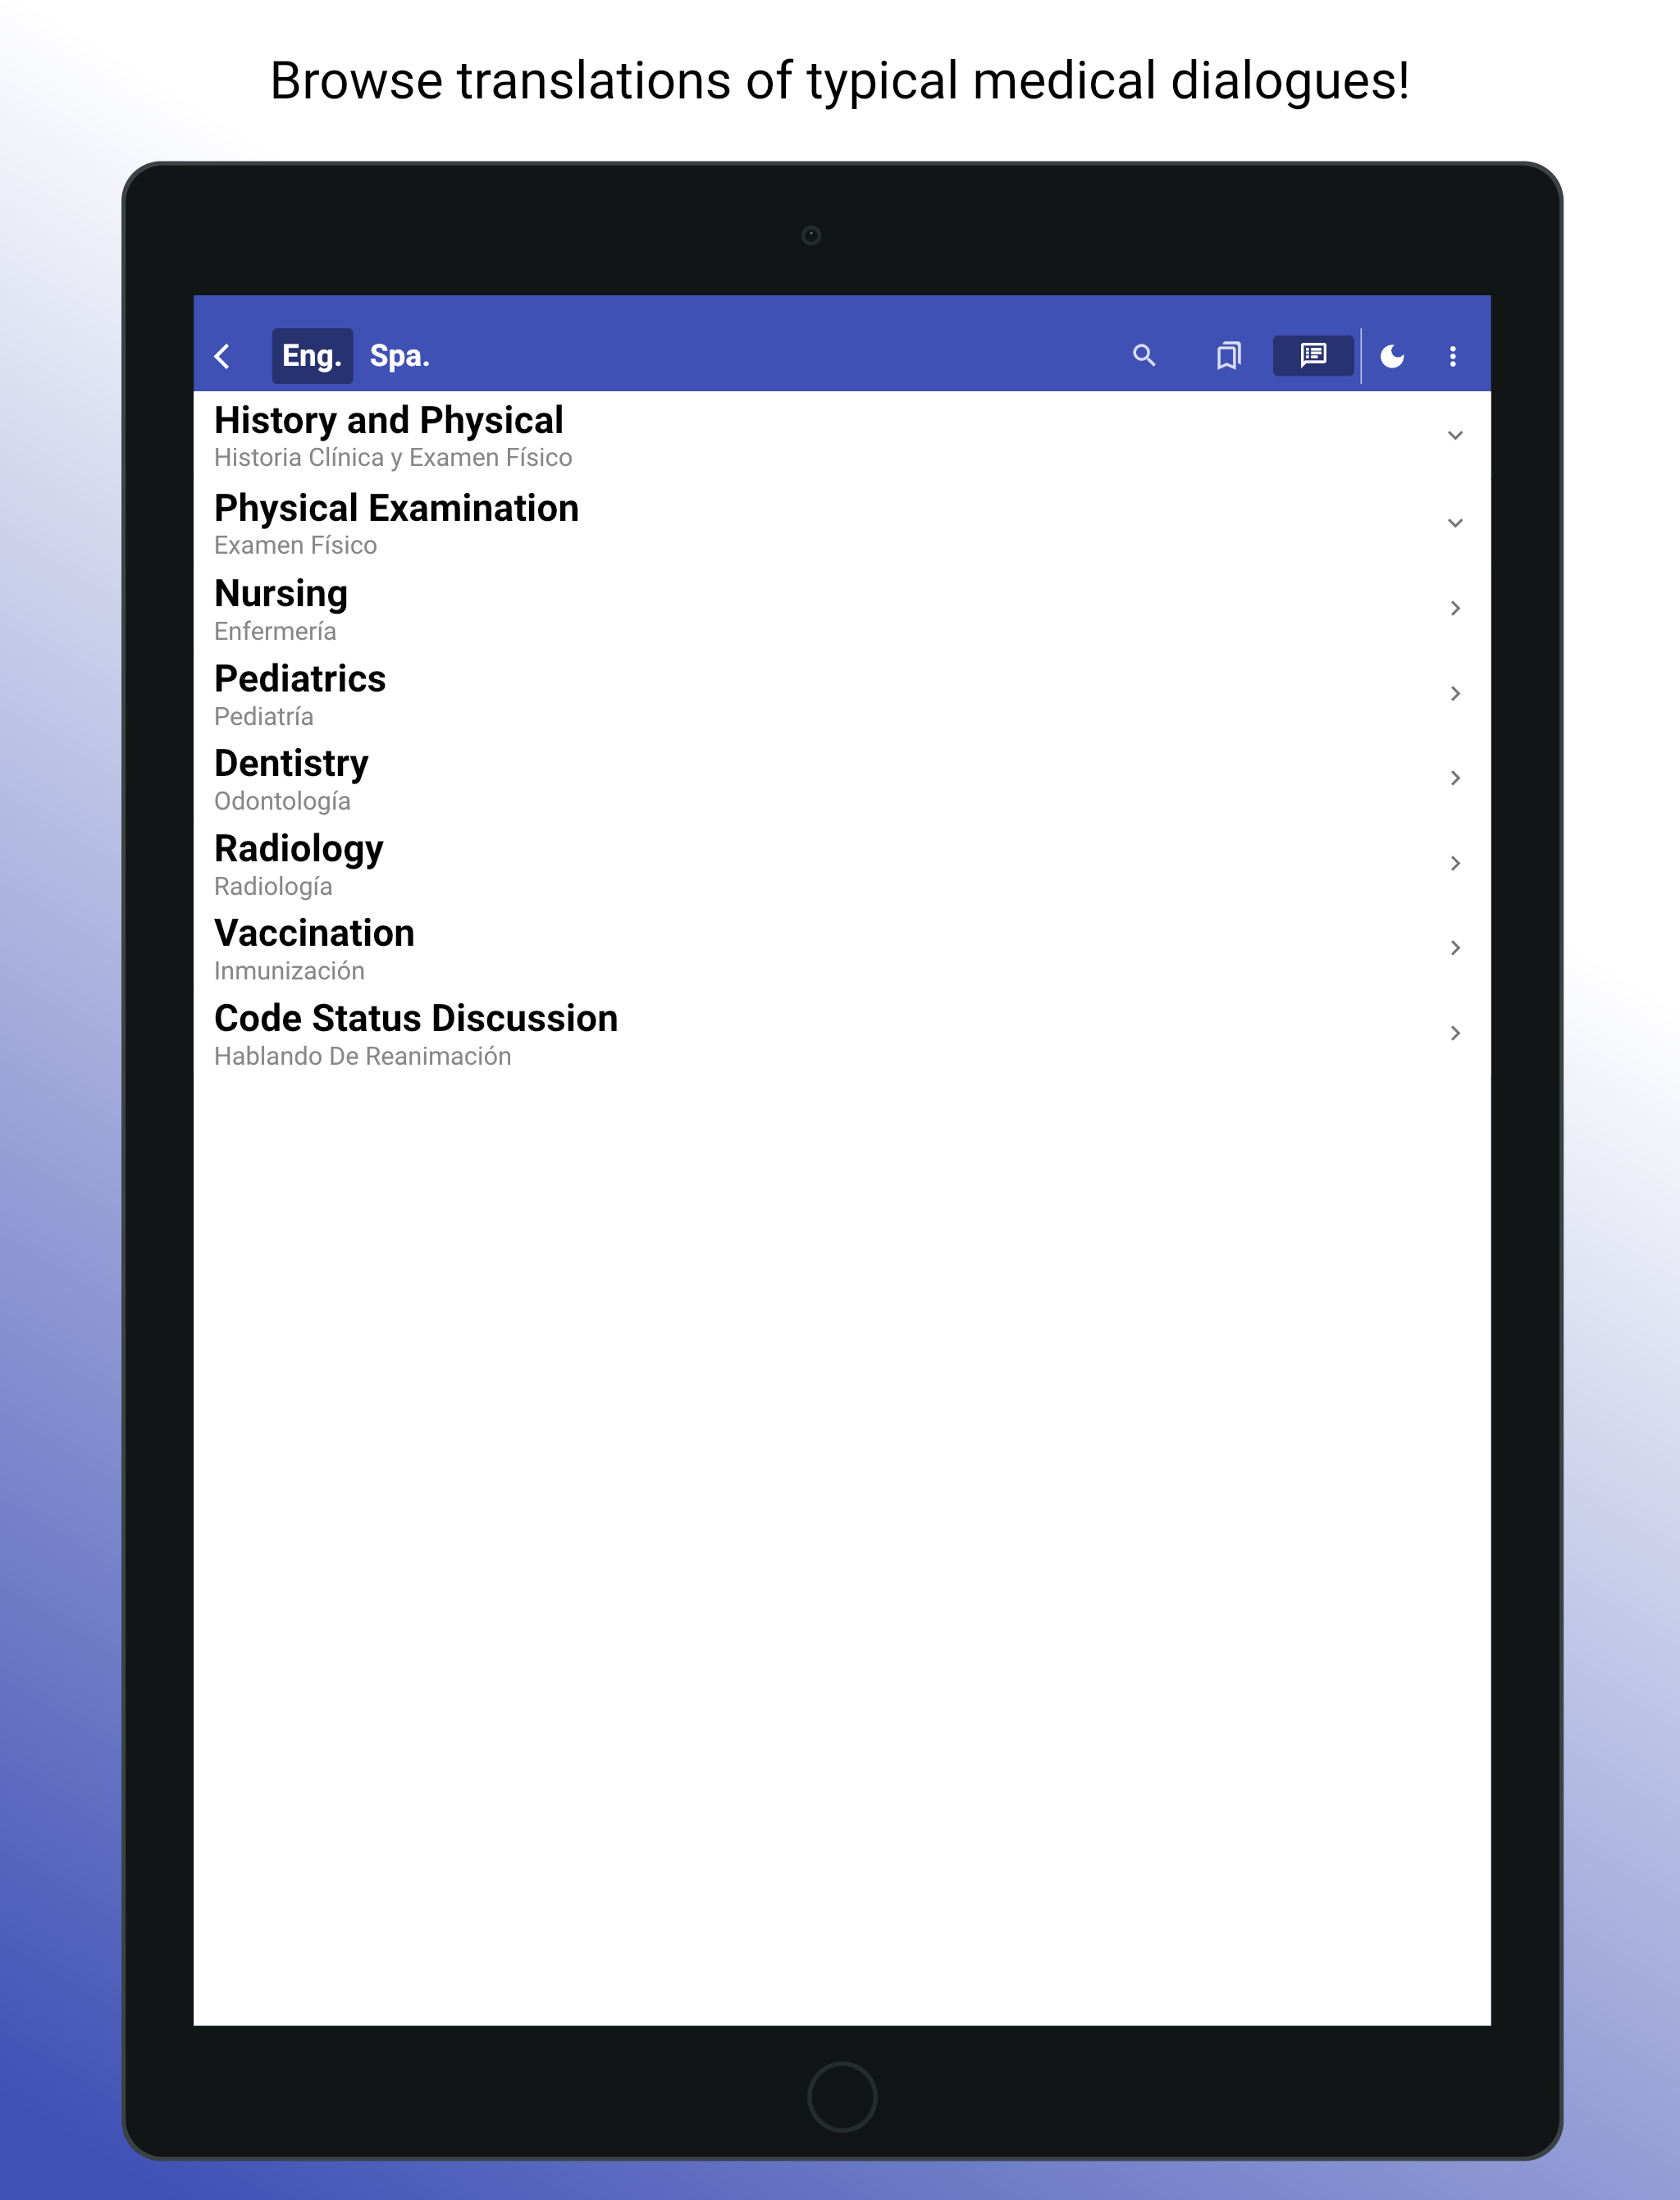 Browse translations of typical medical dialogues!
Eng. Spa.
History and Physical
Historia Clínica y Examen Físico
Physical Examination
Examen Físico
Nursing
Enfermería
Pediatrics
Pediatría
Dentistry
Odontología
Radiology
Radiología
Vaccination
Inmunización
Code Status Discussion
Hablando De Reanimación